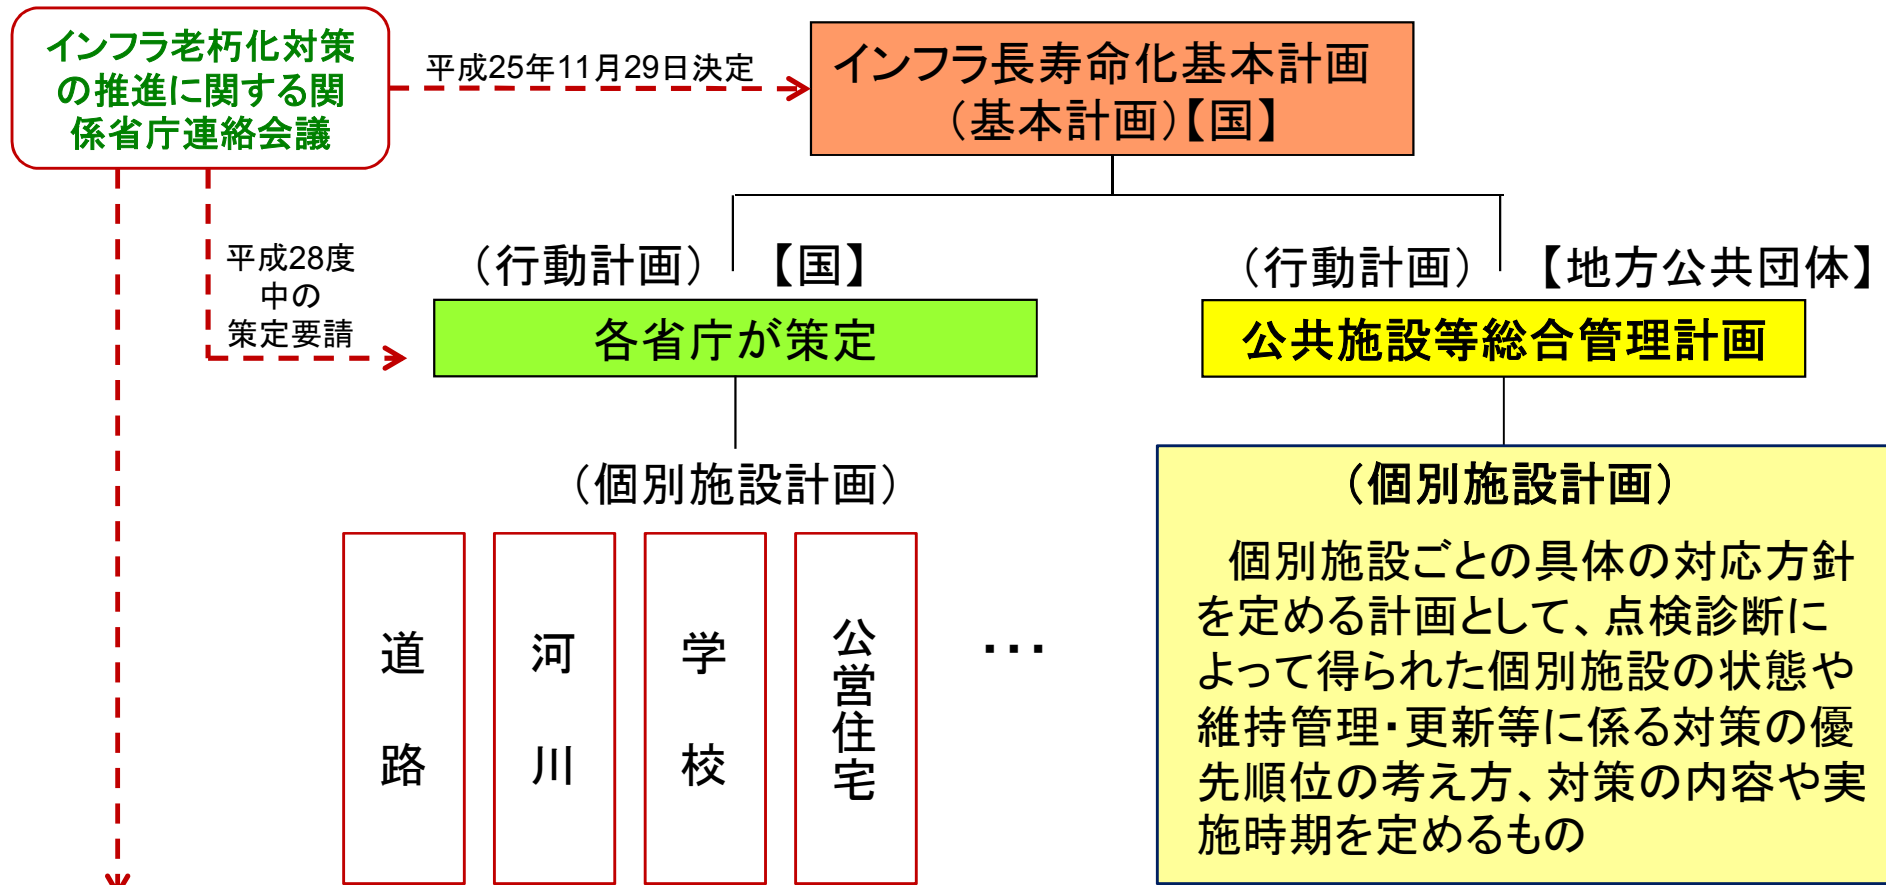 インフラ老朽化対策
の推進に関する関
係省庁連絡会議
平成25年11月29日決定
インフラ長寿命化基本計画
（基本計画）【国】
平成28度
中の
策定要請
（行動計画） 【国】
各省庁が策定
（行動計画） 【地方公共団体】
公共施設等総合管理計画
（個別施設計画）
道路
河川
学校
公営住宅
・・・
（個別施設計画）
個別施設ごとの具体の対応方針
を定める計画として、点検診断に
よって得られた個別施設の状態や
維持管理・更新等に係る対策の優
先順位の考え方、対策の内容や実
施時期を定めるもの